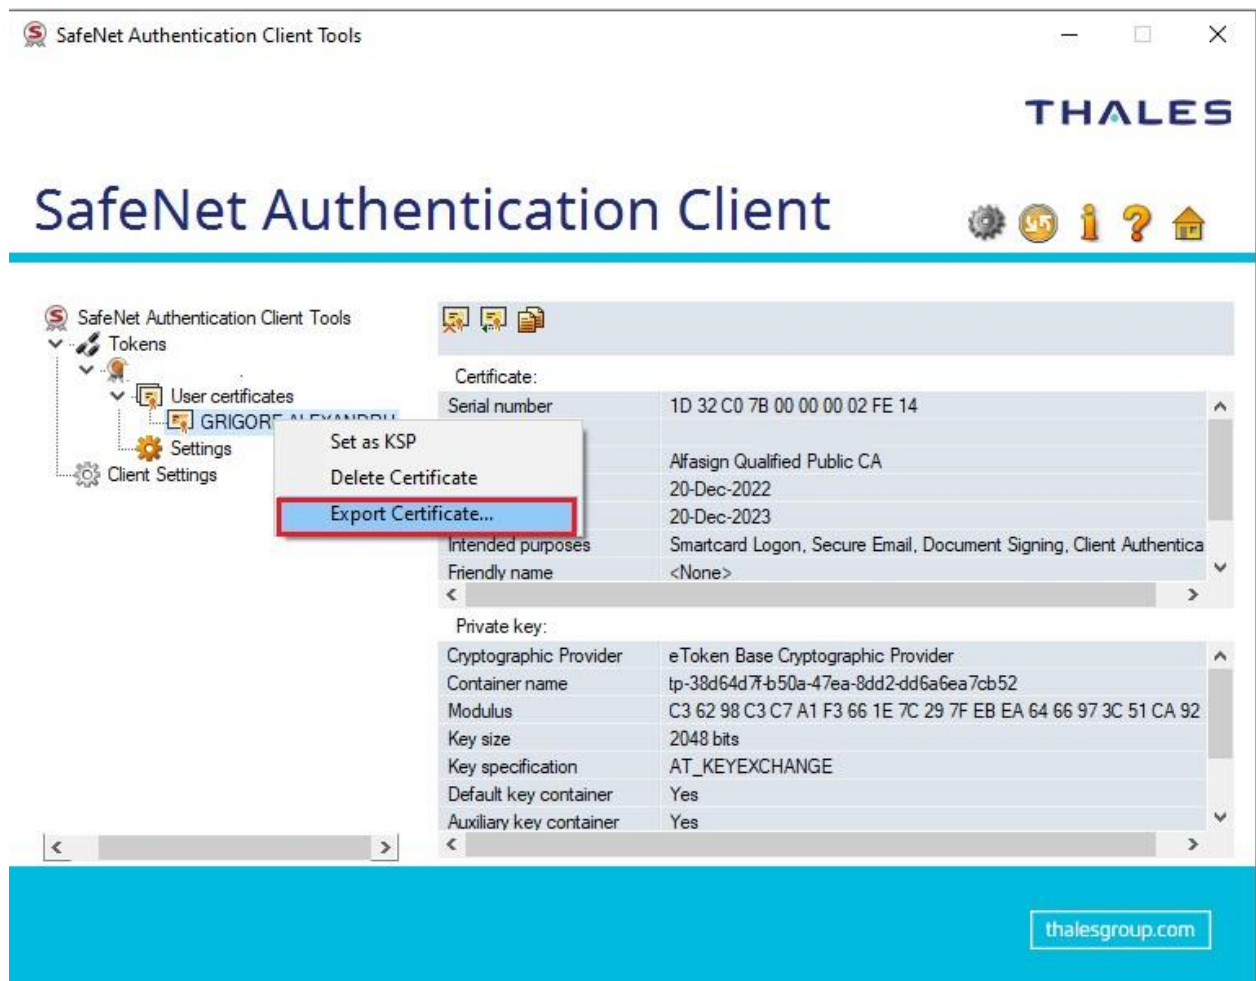 SafeNet Authentication Client Tools
THALES
SafeNet Authentication Client
SafeNet Authentication Client Tools
Tokens
User certificates
GRIGORE ALEXANDRU
Settings
Client Settings
Set as KSP
Delete Certificate
Export Certificate...
Certificate:
Serial number 1D 32 C0 7B 00 00 00 02 FE 14
Alfasign Qualified Public CA
20-Dec-2022
20-Dec-2023
Intended purposes Smartcard Logon, Secure Email, Document Signing, Client Authentica
Friendly name <None>
Private key:
Cryptographic Provider eToken Base Cryptographic Provider
Container name tp-38d64d7f-b50a-47ea-8dd2-dd6a6ea7cb52
Modulus C3 62 98 C3 C7 A1 F3 66 1E 7C 29 7F EB EA 64 66 97 3C 51 CA 92
Key size 2048 bits
Key specification AT_KEYEXCHANGE
Default key container Yes
Auxiliary key container Yes
thalesgroup.com